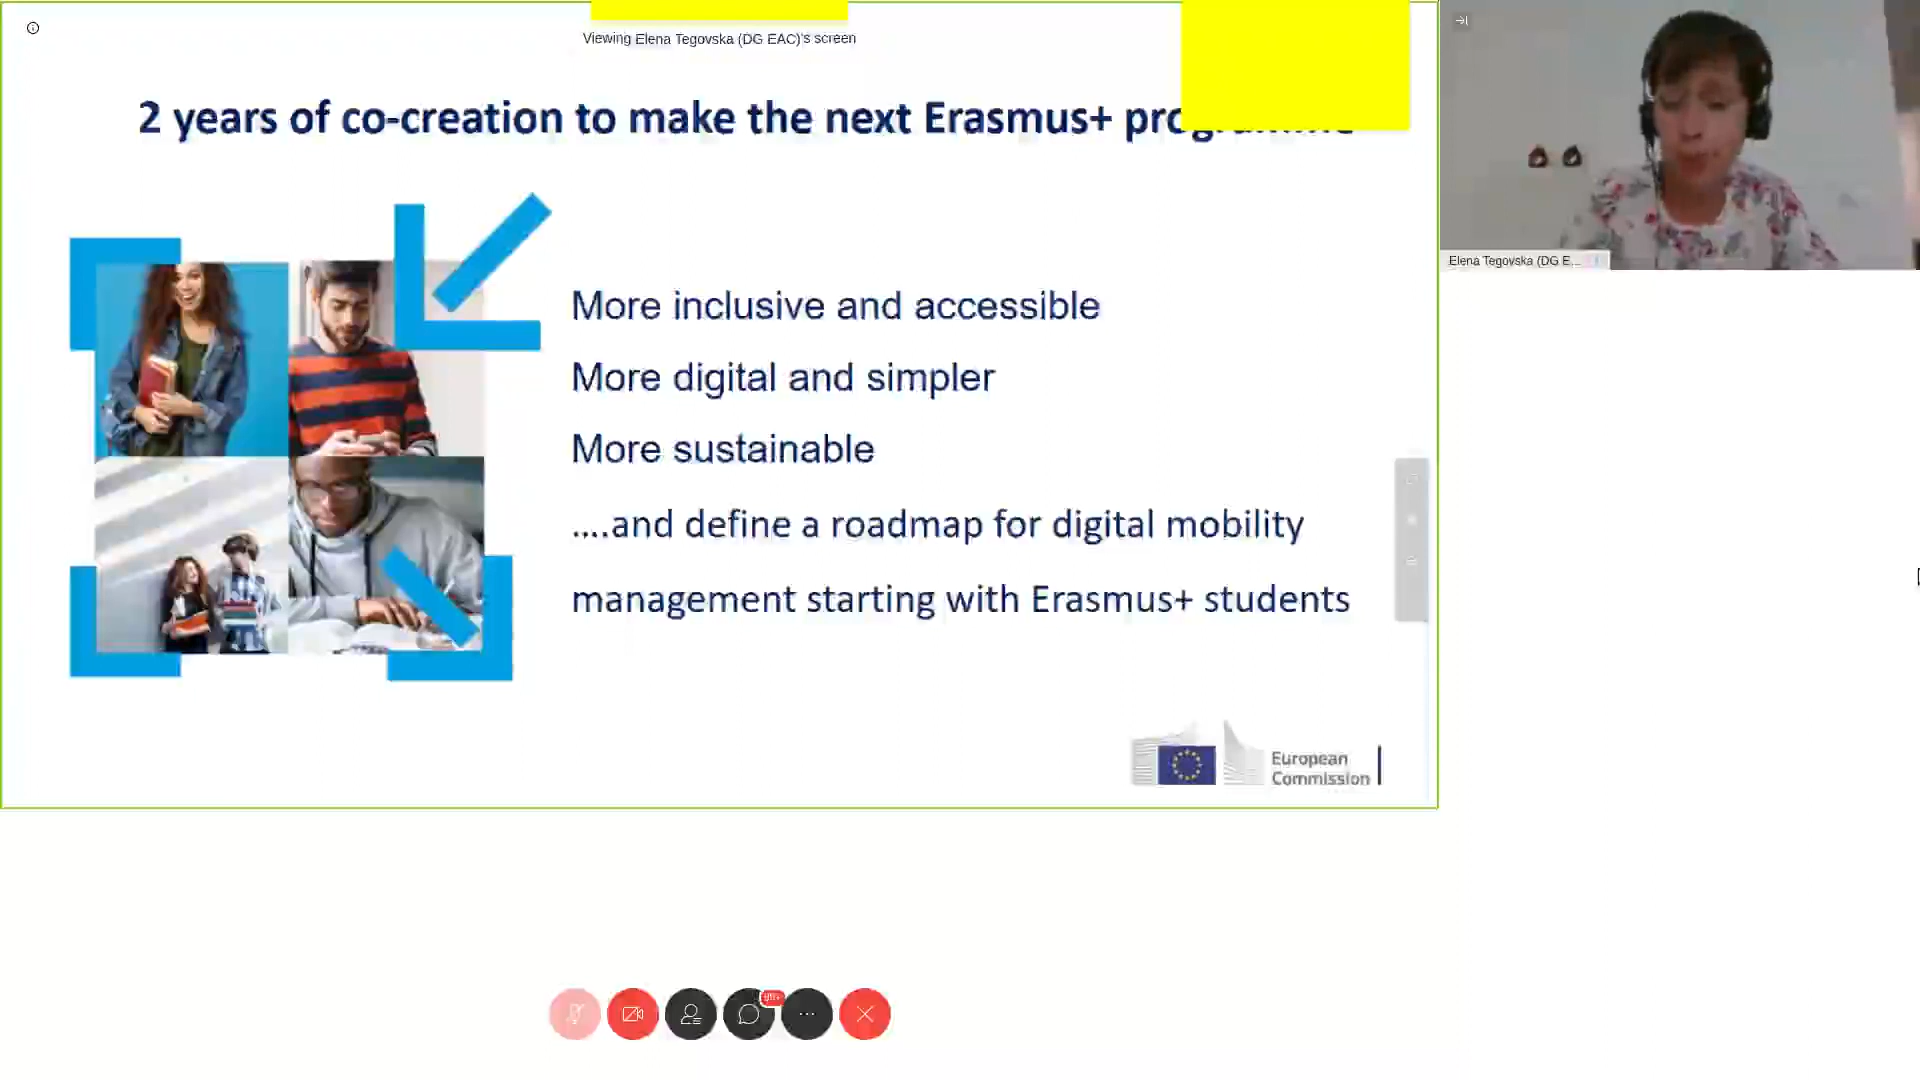 Viewing Elena Tegovska (DG EAC)'s screen
2 years of co-creation to make the next Erasmus+ programme
More inclusive and accessible
More digital and simpler
More sustainable
....and define a roadmap for digital mobility
management starting with Erasmus+ students
European
Commission
Elena Tegovska (DG E...
99+